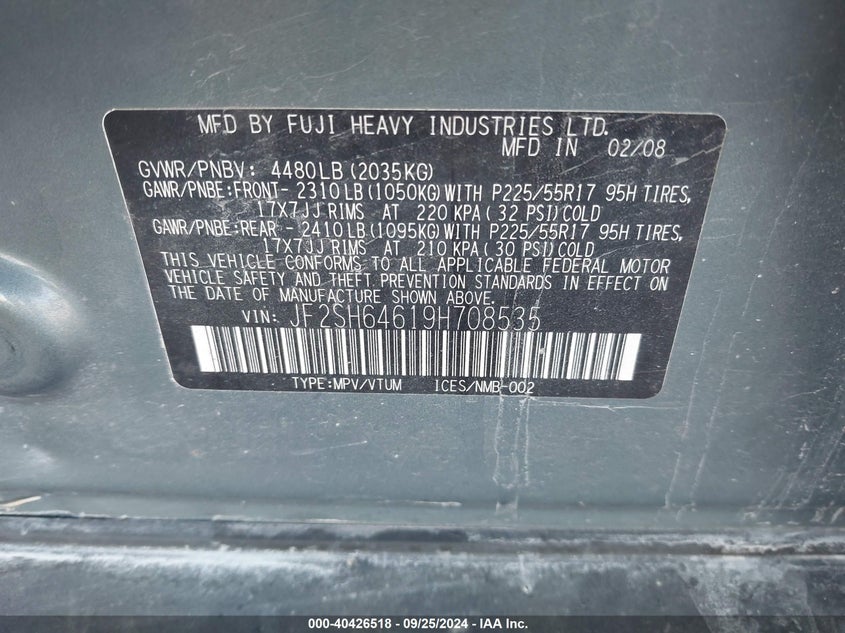 MFD BY FUJI HEAVY INDUSTRIES LTD.
MFD IN 02/08
GVWR/PNBV: 4480LB(2035KG)
GAWR/PNBE:FRONT- 2310LB(1050KG)WITH P225/55R17 95H TIRES,
17X7JJ RIMS AT 220 KPA( 32 PSI)COLD
GAWR/PNBE:REAR - 2410LB(1095KG)WITH P225/55R17 95H TIRES,
17X7JJ RIMS AT 210 KPA( 30 PSI)COLD
THIS VEHICLE CONFORMS TO ALL APPLICABLE FEDERAL MOTOR
VEHICLE SAFETY AND THEFT PREVENTION STANDARDS IN EFFECT ON
THE DATE OF MANUFACTURE SHOWN ABOVE.
VIN: JF2SH64619H708535
TYPE:MPV/VTUM ICES/NMB-002
000-40426518 - 09/25/2024 - IAA Inc.